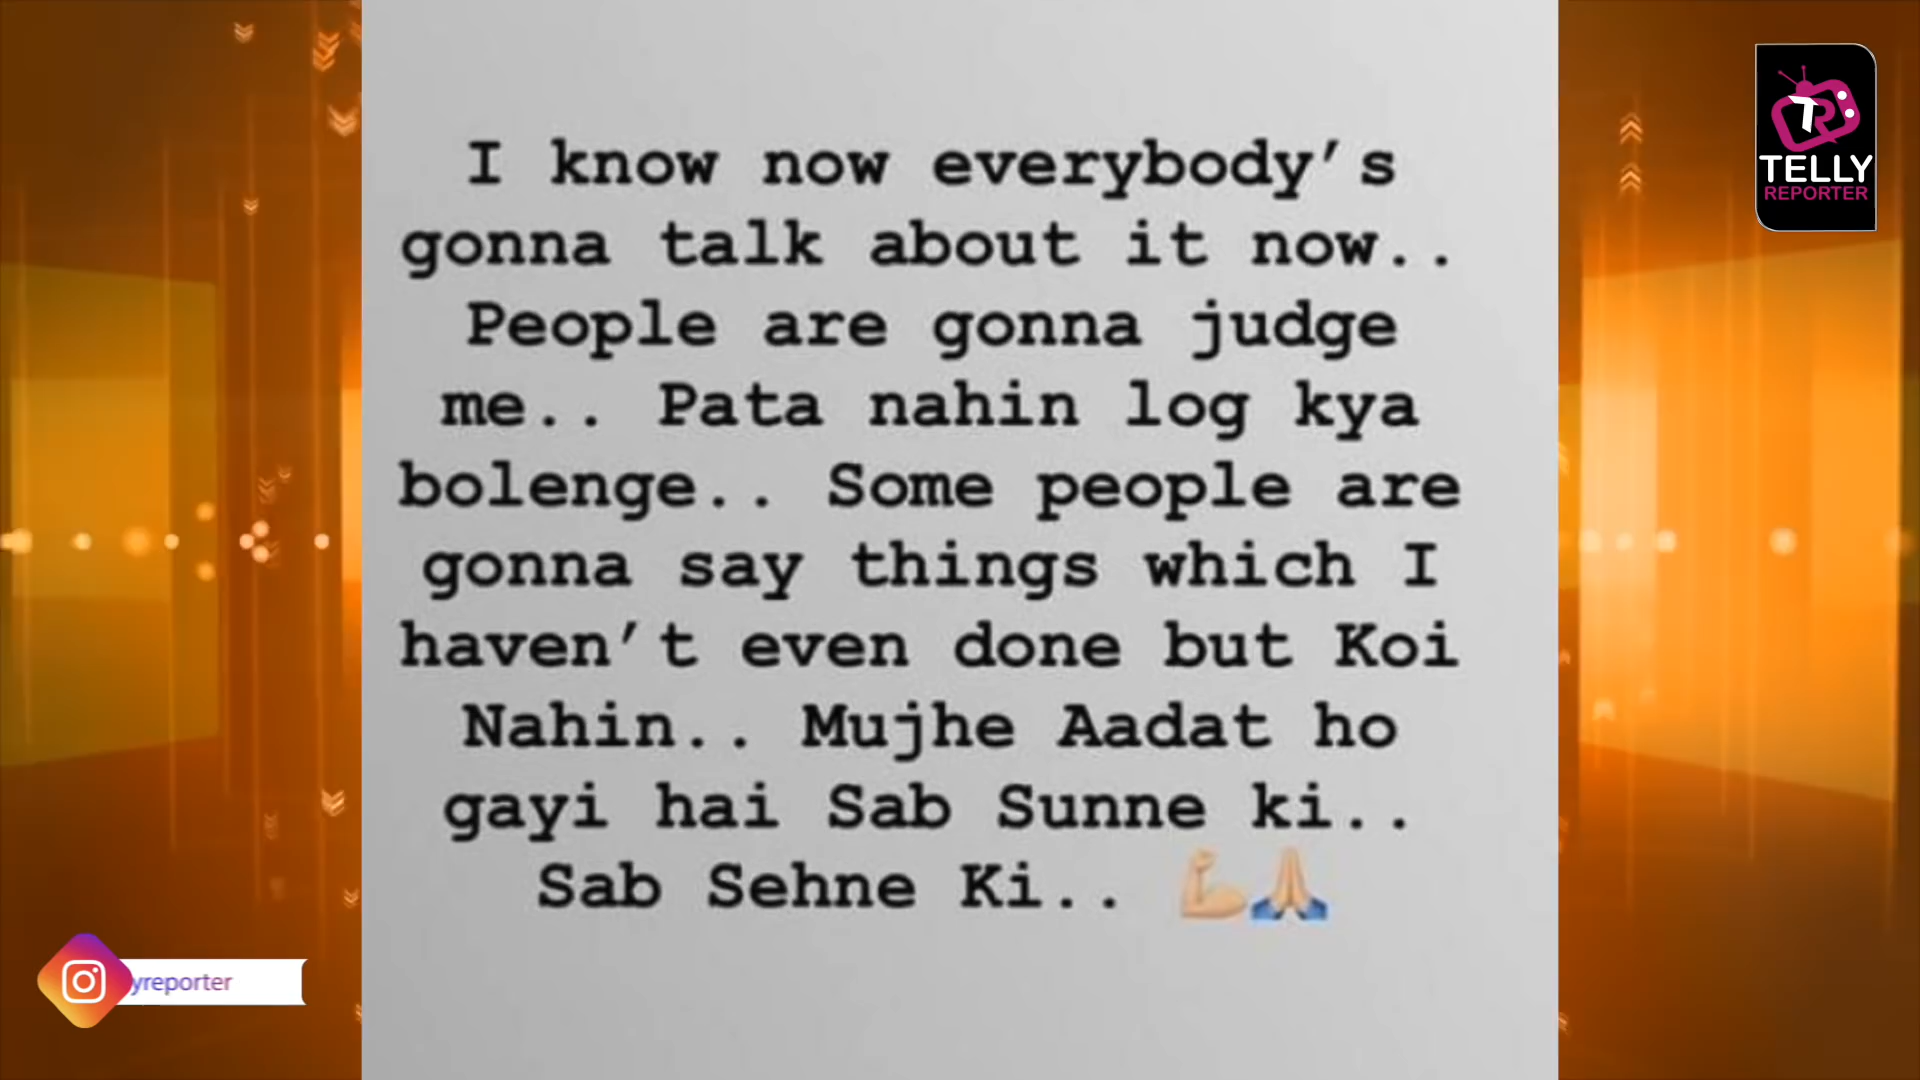 I know now everybody's
gonna talk about it now..
People are gonna judge
me.. Pata nahin log kya
bolenge.. Some people are
gonna say things which I
haven't even done but Koi
Nahin.. Mujhe Aadat ho
gayi hai Sab Sunne ki..
Sab Sehne Ki.. 💪🏼🙏🏼
TR
TELLY
REPORTER
yreporter